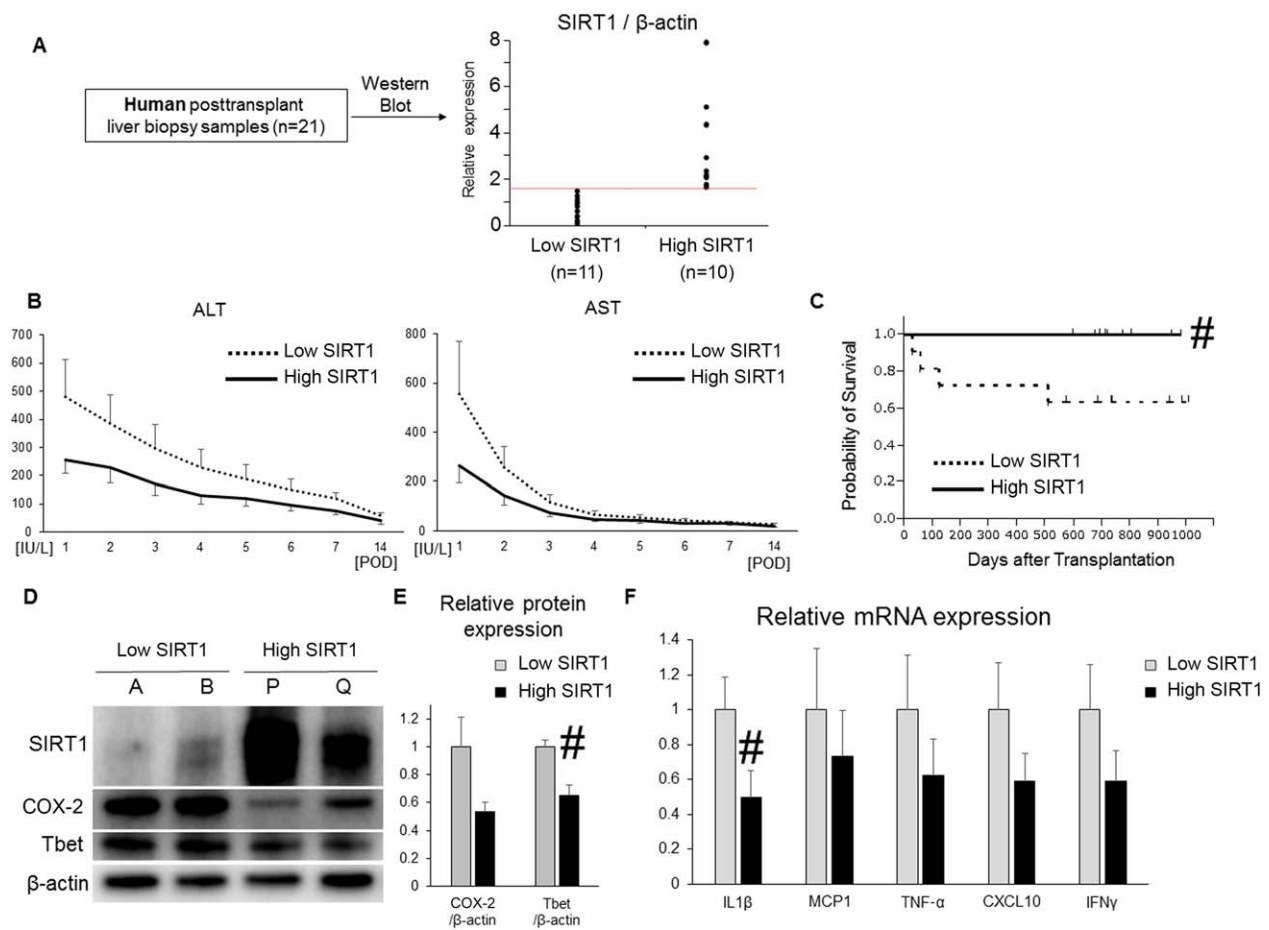 A
Human posttransplant
liver biopsy samples (n=21)
Western
Blot
SIRT1 / β-actin
Relative expression
8
6
4
2
0
Low SIRT1
(n=11)
High SIRT1
(n=10)
B
ALT
700
600
500
400
300
200
100
0
Low SIRT1
High SIRT1
[IU/L] 1 2 3 4 5 6 7 14
[POD]
AST
800
600
400
200
0
Low SIRT1
High SIRT1
[IU/L] 1 2 3 4 5 6 7 14
[POD]
C
Probability of Survival
1.0
0.8
0.6
0.4
0.2
0.0
#
Low SIRT1
High SIRT1
0 100 200 300 400 500 600 700 800 900 1000
Days after Transplantation
D
Low SIRT1 High SIRT1
A B P Q
SIRT1
COX-2
Tbet
β-actin
E
Relative protein
expression
Low SIRT1
High SIRT1
1.2
1
0.8
0.6
0.4
0.2
0
#
COX-2
/β-actin
Tbet
/β-actin
F
Relative mRNA expression
1.4
1.2
1
0.8
0.6
0.4
0.2
0
#
Low SIRT1
High SIRT1
IL1β MCP1 TNF-α CXCL10 IFNγ